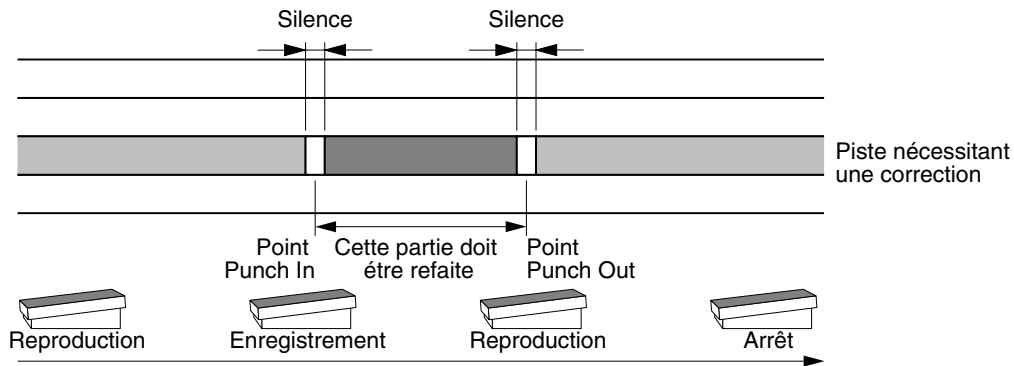 Silence
Silence
Piste nécessitant
une correction
Point
Punch In
Cette partie doit
étre refaite
Point
Punch Out
Reproduction
Enregistrement
Reproduction
Arrêt